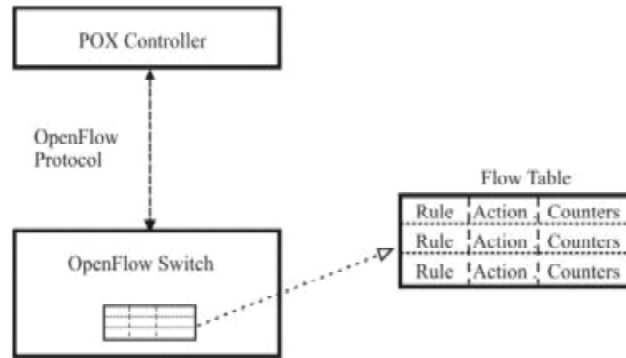 POX Controller
OpenFlow
Protocol
Flow Table
Rule Action Counters
Rule Action Counters
Rule Action Counters
OpenFlow Switch